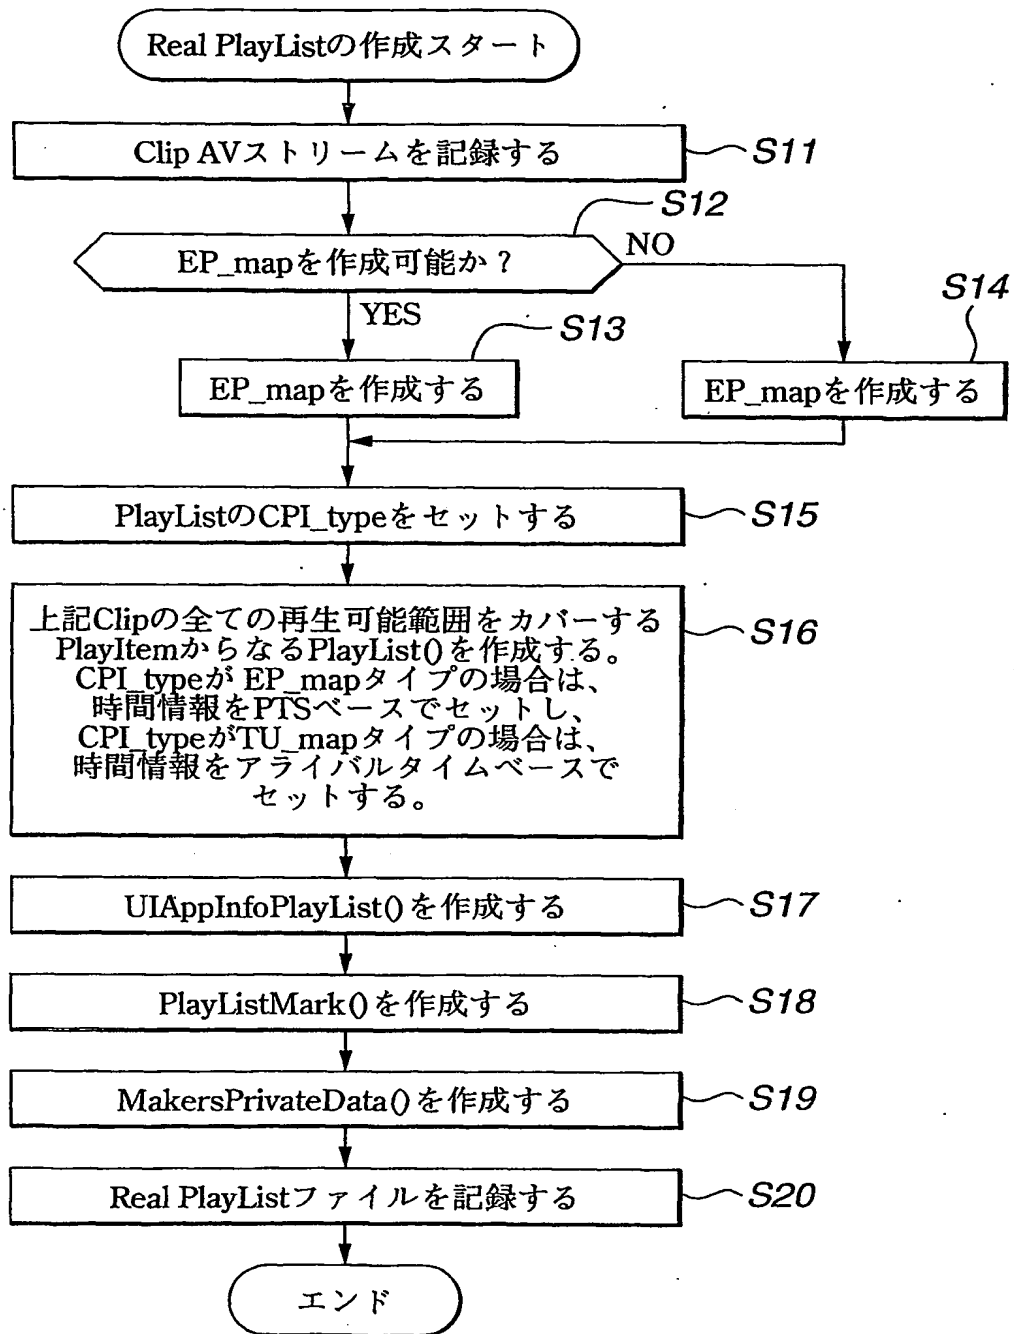 Real PlayListの作成スタート
Clip AVストリームを記録する
S11
S12
EP_mapを作成可能か？
NO
YES
S13
S14
EP_mapを作成する
EP_mapを作成する
PlayListのCPI_typeをセットする
S15
上記Clipの全ての再生可能範囲をカバーする
PlayItemからなるPlayList()を作成する。
CPI_typeが EP_mapタイプの場合は、
時間情報をPTSベースでセットし、
CPI_typeがTU_mapタイプの場合は、
時間情報をアライバルタイムベースで
セットする。
S16
UIAppInfoPlayList()を作成する
S17
PlayListMark()を作成する
S18
MakersPrivateData()を作成する
S19
Real PlayListファイルを記録する
S20
エンド